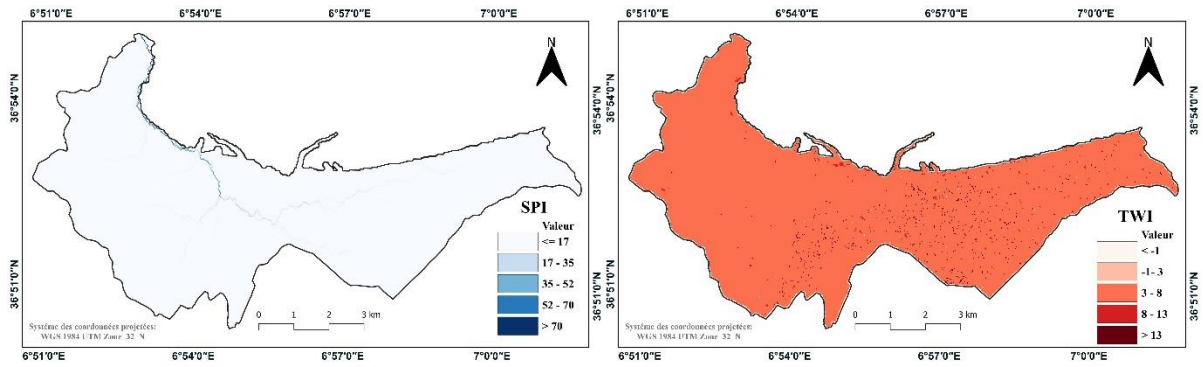 6°51'0"E 6°54'0"E 6°57'0"E 7°0'0"E
36°54'0"N
36°51'0"N
N
36°54'0"N
36°51'0"N
SPI
Valeur
<= 17
17 - 35
35 - 52
52 - 70
> 70
0 1 2 3 km
Système des coordonnées projetées:
WGS 1984 UTM Zone 32 N
6°51'0"E 6°54'0"E 6°57'0"E 7°0'0"E
6°51'0"E 6°54'0"E 6°57'0"E 7°0'0"E
36°54'0"N
36°51'0"N
N
36°54'0"N
36°51'0"N
TWI
Valeur
< -1
-1- 3
3 - 8
8 - 13
> 13
0 1 2 3 km
Système des coordonnées projetées:
WGS 1984 UTM Zone 32 N
6°51'0"E 6°54'0"E 6°57'0"E 7°0'0"E